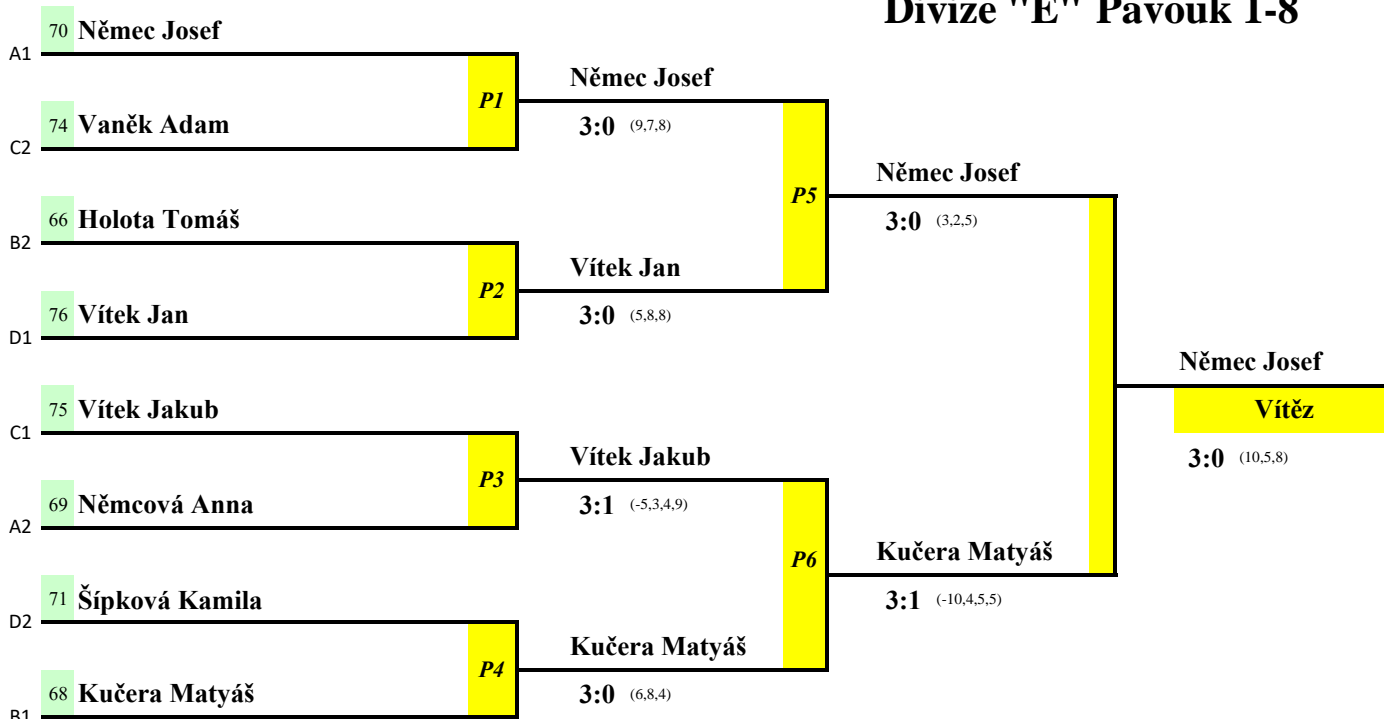 Divize "E" Pavouk 1-8
70 Němec Josef
A1
Němec Josef
P1
74 Vaněk Adam
3:0 (9,7,8)
C2
Němec Josef
P5
66 Holota Tomáš
3:0 (3,2,5)
B2
Vítek Jan
P2
76 Vítek Jan
3:0 (5,8,8)
D1
Němec Josef
75 Vítek Jakub
Vítěz
C1
Vítek Jakub
3:0 (10,5,8)
P3
69 Němcová Anna
3:1 (-5,3,4,9)
A2
Kučera Matyáš
P6
71 Šípková Kamila
3:1 (-10,4,5,5)
D2
Kučera Matyáš
P4
68 Kučera Matyáš
3:0 (6,8,4)
B1